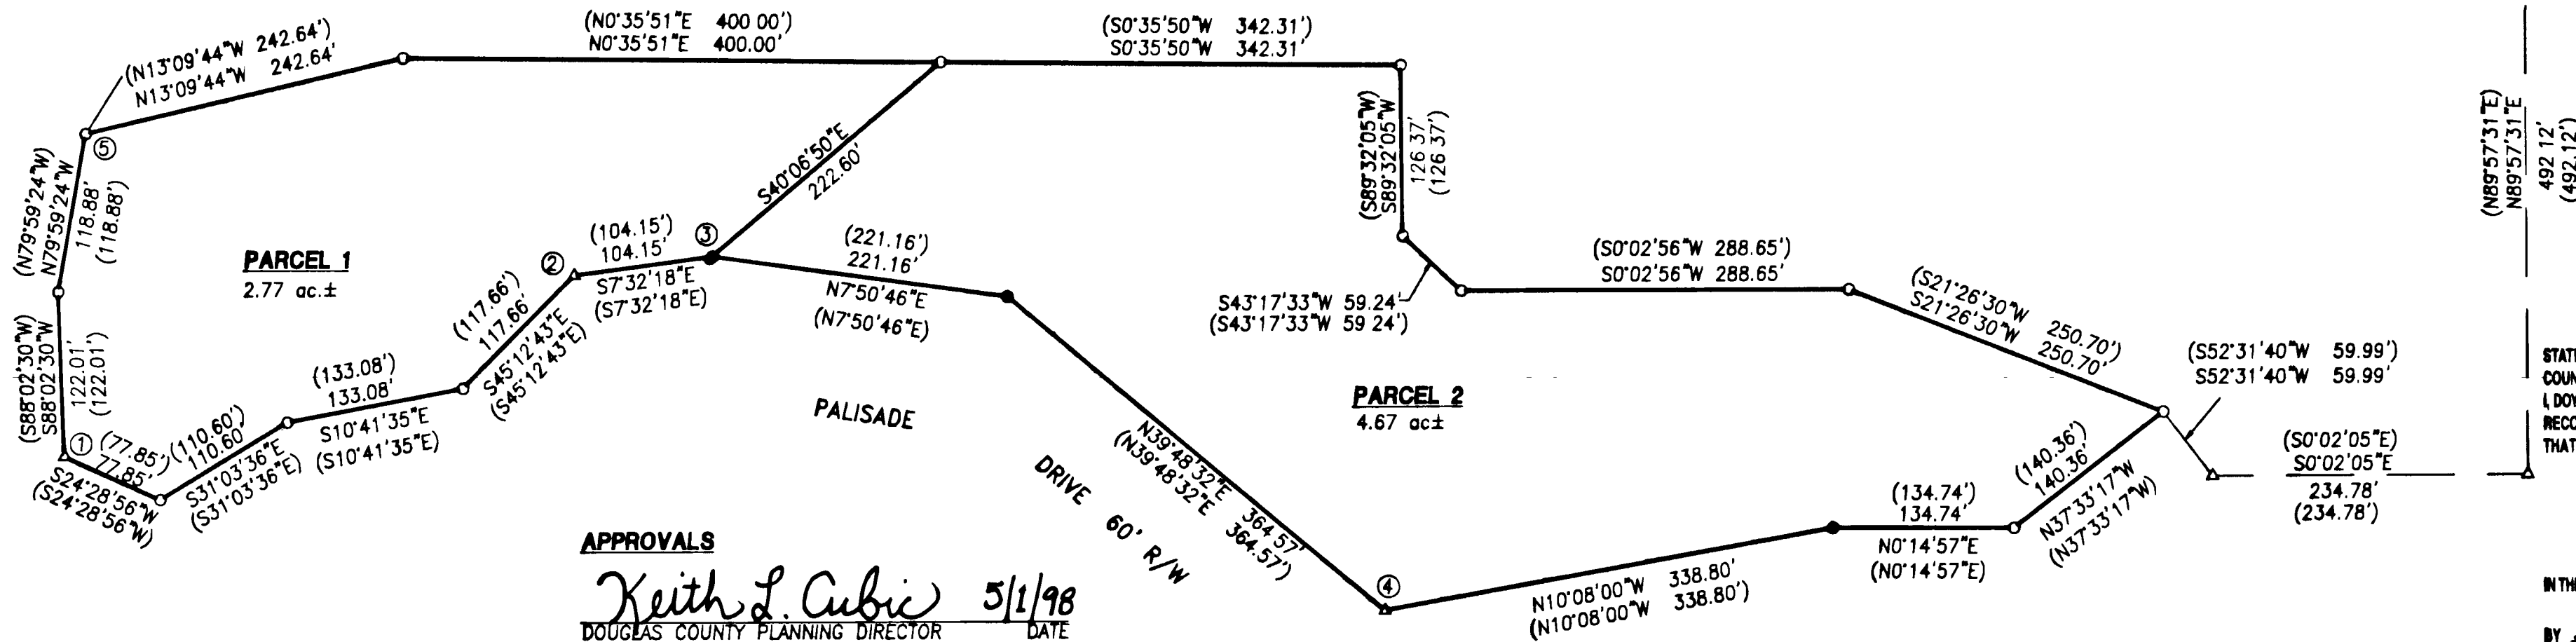 (N13°09'44"W 242.64')
N13°09'44"W 242.64'
(N0°35'51"E 400 00')
N0°35'51"E 400.00'
(S0°35'50"W 342.31')
S0°35'50"W 342.31'
(N89°57'31"E)
N89°57'31"E
492 12'
(492.12')
(S89°32'05"W)
S89°32'05"W
126 37'
(126 37')
⑤
(N79°59'24"W)
N79°59'24"W
118.88'
(118.88')
S40°06'50"E
222.60'
PARCEL 1
2.77 ac.±
②
(104.15')
104.15'
S7°32'18"E
(S7°32'18"E)
③
(221.16')
221.16'
N7°50'46"E
(N7°50'46"E)
(S0°02'56"W 288.65')
S0°02'56"W 288.65'
S43°17'33"W 59.24'
(S43°17'33"W 59 24')
(S21°26'30"W 250.70')
S21°26'30"W 250.70'
(S52°31'40"W 59.99')
S52°31'40"W 59.99'
(S88°02'30"W)
S88°02'30"W
122.01'
(122.01')
(117.66')
117.66'
S45°12'43"E
(S45°12'43"E)
(133.08')
133.08'
S10°41'35"E
(S10°41'35"E)
①
(77.85')
77.85'
S24°28'56"W
(S24°28'56"W)
(110.60')
110.60'
S31°03'36"E
(S31°03'36"E)
PALISADE
DRIVE 60' R/W
N39°48'32"E 364 57'
(N39°48'32"E 364.57')
PARCEL 2
4.67 ac±
(S0°02'05"E)
S0°02'05"E
234.78'
(234.78')
(140.36')
140.36'
N37°33'17"W
(N37°33'17"W)
(134.74')
134.74'
N0°14'57"E
(N0°14'57"E)
④
N10°08'00"W 338.80'
(N10°08'00"W 338.80')
APPROVALS
Keith L. Cubic 5/1/98
DOUGLAS COUNTY PLANNING DIRECTOR DATE
STAT
COUN
I, DOY
RECO
THAT
IN THE
BY